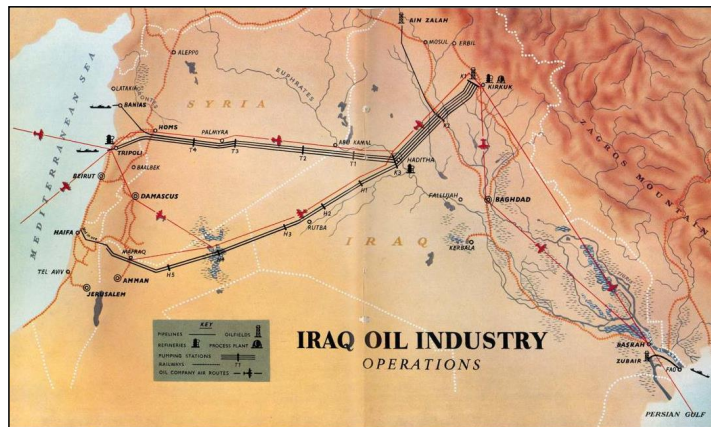 AIN ZALAH
MOSUL
ERBIL
ALEPPO
LATAKIA
ORONTES
EUPHRATES
SYRIA
MEDITERRANEAN SEA
BANIAS
HOMS
PALMYRA
ABU KAMAL
K1
KIRKUK
K2
TRIPOLI
T4
T3
T2
T1
HADITHA
K3
ZAGROS MOUNTAINS
BAALBEK
BEIRUT
DAMASCUS
H1
FALLUJAH
BAGHDAD
HAIFA
H2
H3
RUTBA
IRAQ
KERBALA
MAFRAQ
H5
TEL AVIV
AMMAN
JERUSALEM
KEY
PIPELINES
OILFIELDS
REFINERIES
PROCESS PLANT
PUMPING STATIONS
T1
RAILWAYS
OIL COMPANY AIR ROUTES
IRAQ OIL INDUSTRY
OPERATIONS
BASRAH
ZUBAIR
FAO
PERSIAN GULF